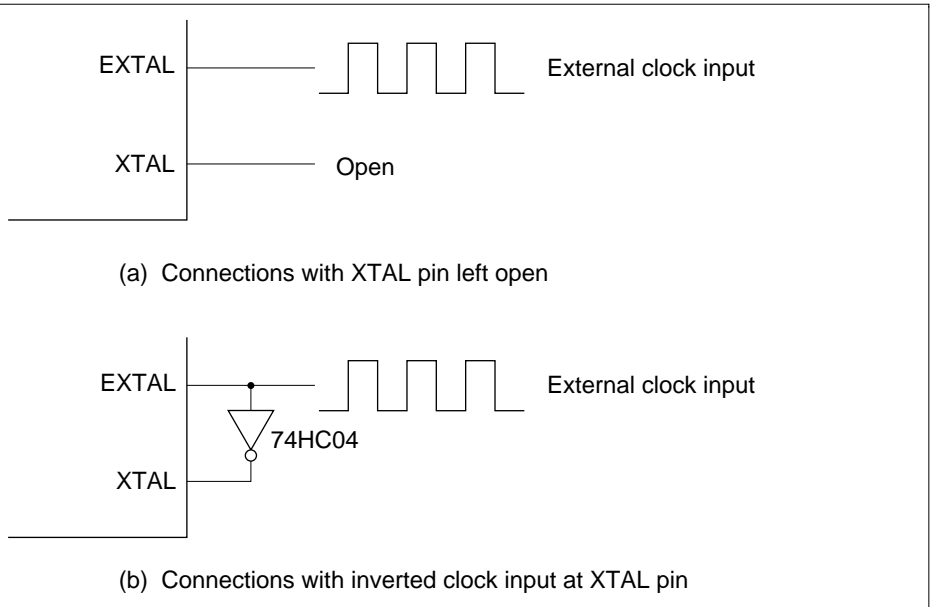 EXTAL
External clock input
XTAL
Open
(a) Connections with XTAL pin left open
EXTAL
External clock input
74HC04
XTAL
(b) Connections with inverted clock input at XTAL pin